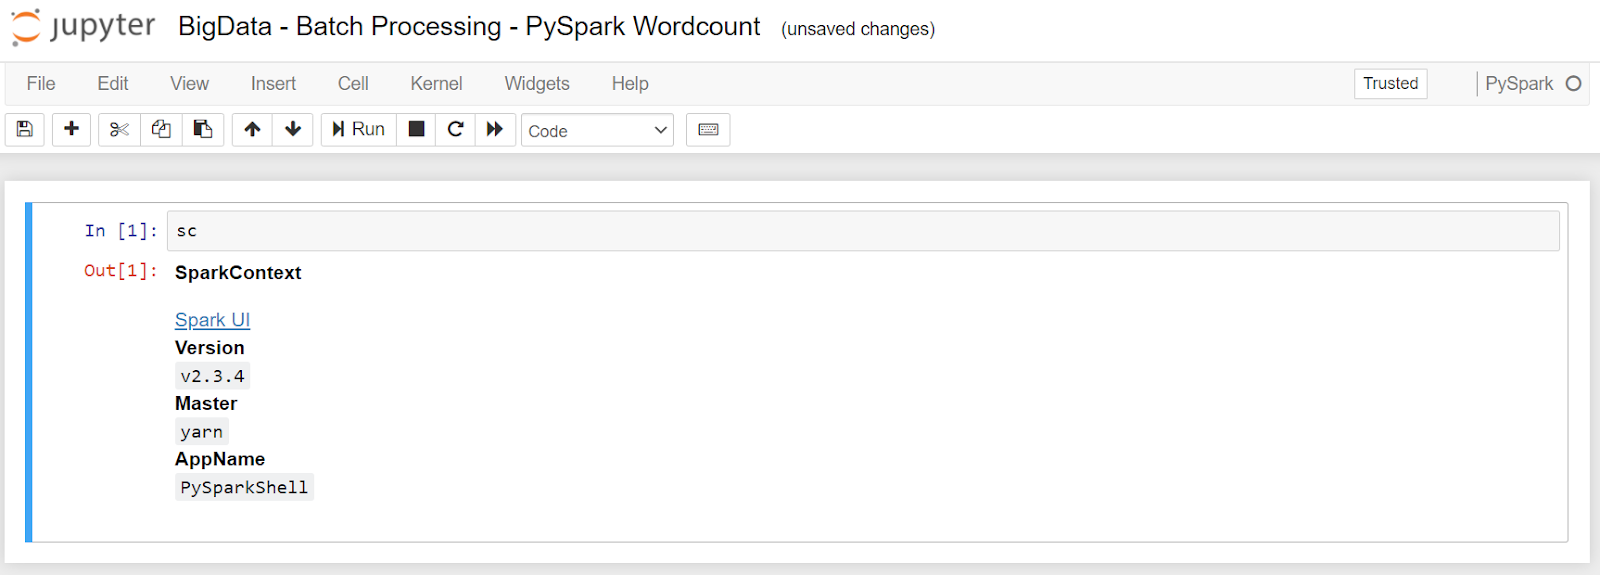 jupyter BigData - Batch Processing - PySpark Wordcount (unsaved changes)
File Edit View Insert Cell Kernel Widgets Help Trusted PySpark
Run Code
In [1]: sc
Out[1]: SparkContext
Spark UI
Version
v2.3.4
Master
yarn
AppName
PySparkShell